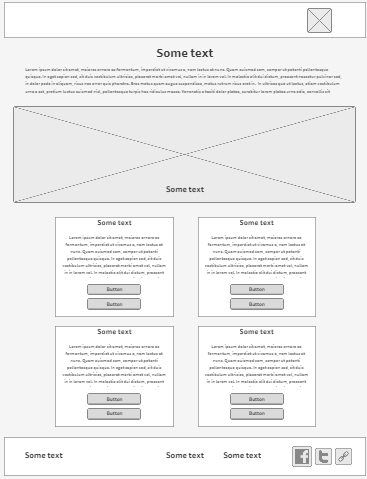 Some text
Lorem ipsum dolor sit amet, maiores ornare ac fermentum, imperdiet ut vivamus a, nam lectus at nunc. Quam euismod sem, semper ut potenti pellentesque
quisque. In eget sapien sed, sit duis vestibulum ultricies, placerat morbi amet vel, nullam in in lorem vel. In molestie elit dui dictum, praesent nascetur pulvinar sed,
in dolor pede in aliquam, risus nec error quis pharetra. Eros metus quam augue suspendisse, metus rutrum risus erat in. In ultrices quo ut lectus, etiam vestibulum
urna a est, pretium luctus euismod nisl, pellentesque turpis hac ridiculus massa. Venenatis a taciti dolor platea, curabitur lorem platea urna odio, convallis sit
Some text
Some text
Lorem ipsum dolor sit amet, maiores ornare ac
fermentum, imperdiet ut vivamus a, nam lectus at
nunc. Quam euismod sem, semper ut potenti
pellentesque quisque. In eget sapien sed, sit duis
vestibulum ultricies, placerat morbi amet vel, nullam
in in lorem vel. In molestie elit dui dictum, praesent
Button
Button
Some text
Lorem ipsum dolor sit amet, maiores ornare ac
fermentum, imperdiet ut vivamus a, nam lectus at
nunc. Quam euismod sem, semper ut potenti
pellentesque quisque. In eget sapien sed, sit duis
vestibulum ultricies, placerat morbi amet vel, nullam
in in lorem vel. In molestie elit dui dictum, praesent
Button
Button
Some text
Lorem ipsum dolor sit amet, maiores ornare ac
fermentum, imperdiet ut vivamus a, nam lectus at
nunc. Quam euismod sem, semper ut potenti
pellentesque quisque. In eget sapien sed, sit duis
vestibulum ultricies, placerat morbi amet vel, nullam
in in lorem vel. In molestie elit dui dictum, praesent
Button
Button
Some text
Lorem ipsum dolor sit amet, maiores ornare ac
fermentum, imperdiet ut vivamus a, nam lectus at
nunc. Quam euismod sem, semper ut potenti
pellentesque quisque. In eget sapien sed, sit duis
vestibulum ultricies, placerat morbi amet vel, nullam
in in lorem vel. In molestie elit dui dictum, praesent
Button
Button
Some text Some text Some text